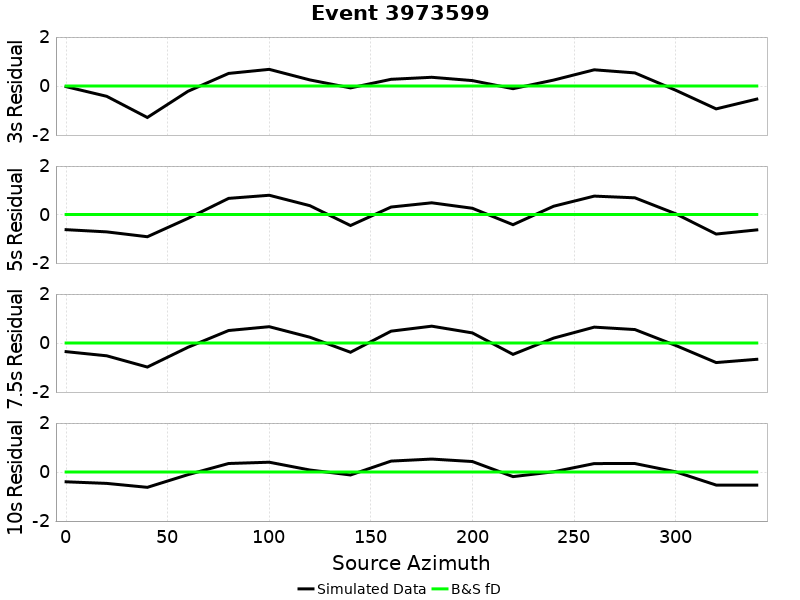 Event 3973599
3s Residual
2
0
-2
5s Residual
2
0
-2
7.5s Residual
2
0
-2
10s Residual
2
0
-2
0 50 100 150 200 250 300
Source Azimuth
Simulated Data B&S fD